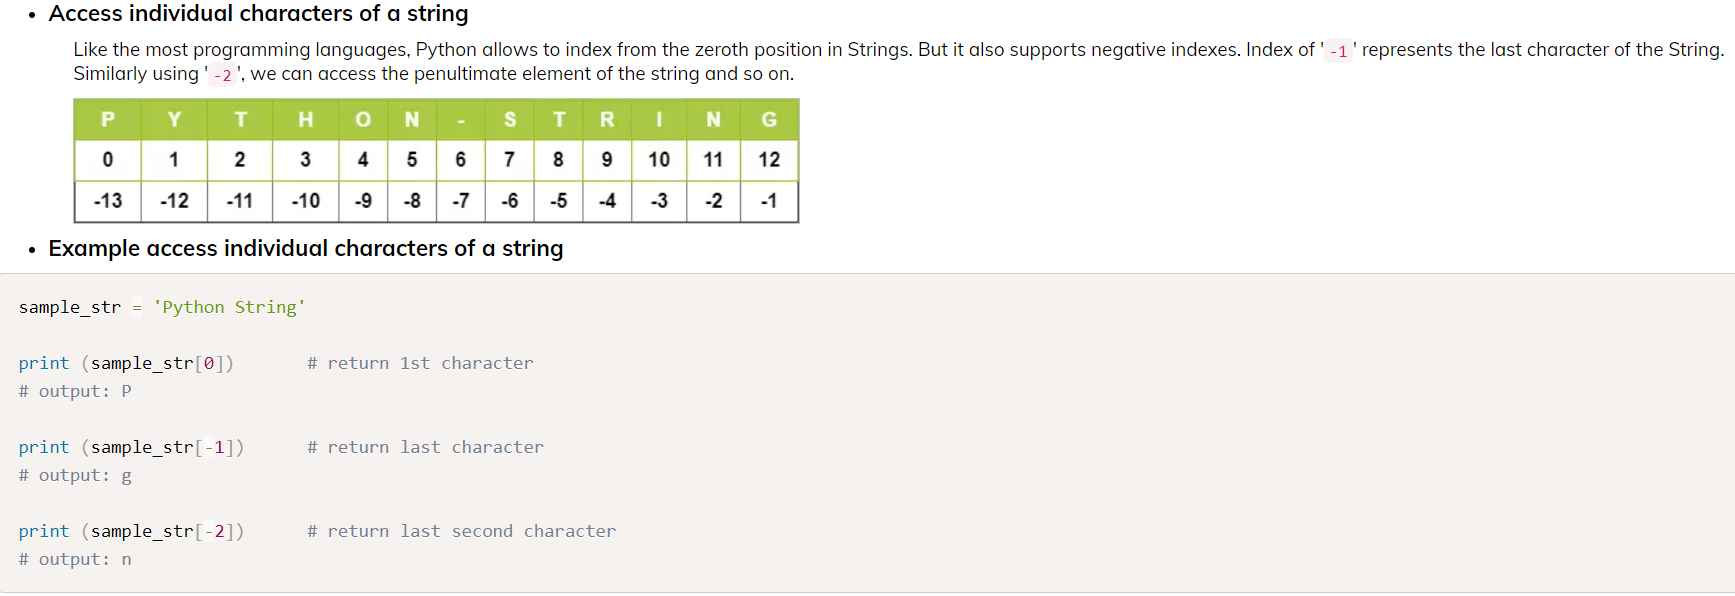 • Access individual characters of a string
Like the most programming languages, Python allows to index from the zeroth position in Strings. But it also supports negative indexes. Index of '-1' represents the last character of the String.
Similarly using '-2', we can access the penultimate element of the string and so on.
P Y T H O N - S T R I N G
0 1 2 3 4 5 6 7 8 9 10 11 12
-13 -12 -11 -10 -9 -8 -7 -6 -5 -4 -3 -2 -1
• Example access individual characters of a string
sample_str = 'Python String'
print (sample_str[0])       # return 1st character
# output: P
print (sample_str[-1])      # return last character
# output: g
print (sample_str[-2])      # return last second character
# output: n